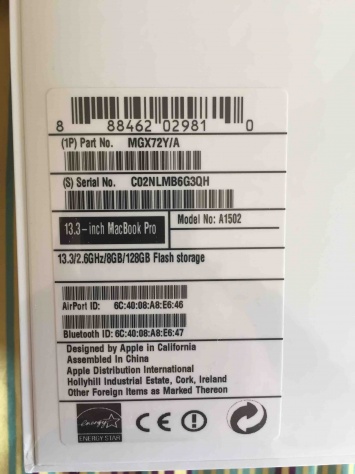 8 88462 02981 0
(1P) Part No. MGX72Y/A
(S) Serial No. C02NLMB6G3QH
13.3-inch MacBook Pro Model No: A1502
13.3/2.6GHz/8GB/128GB Flash storage
AirPort ID: 6C:40:08:A8:E6:46
Bluetooth ID: 6C:40:08:A8:E6:47
Designed by Apple in California
Assembled In China
Apple Distribution International
Hollyhill Industrial Estate, Cork, Ireland
Other Foreign Items as Marked Thereon
energy
ENERGY STAR
CE